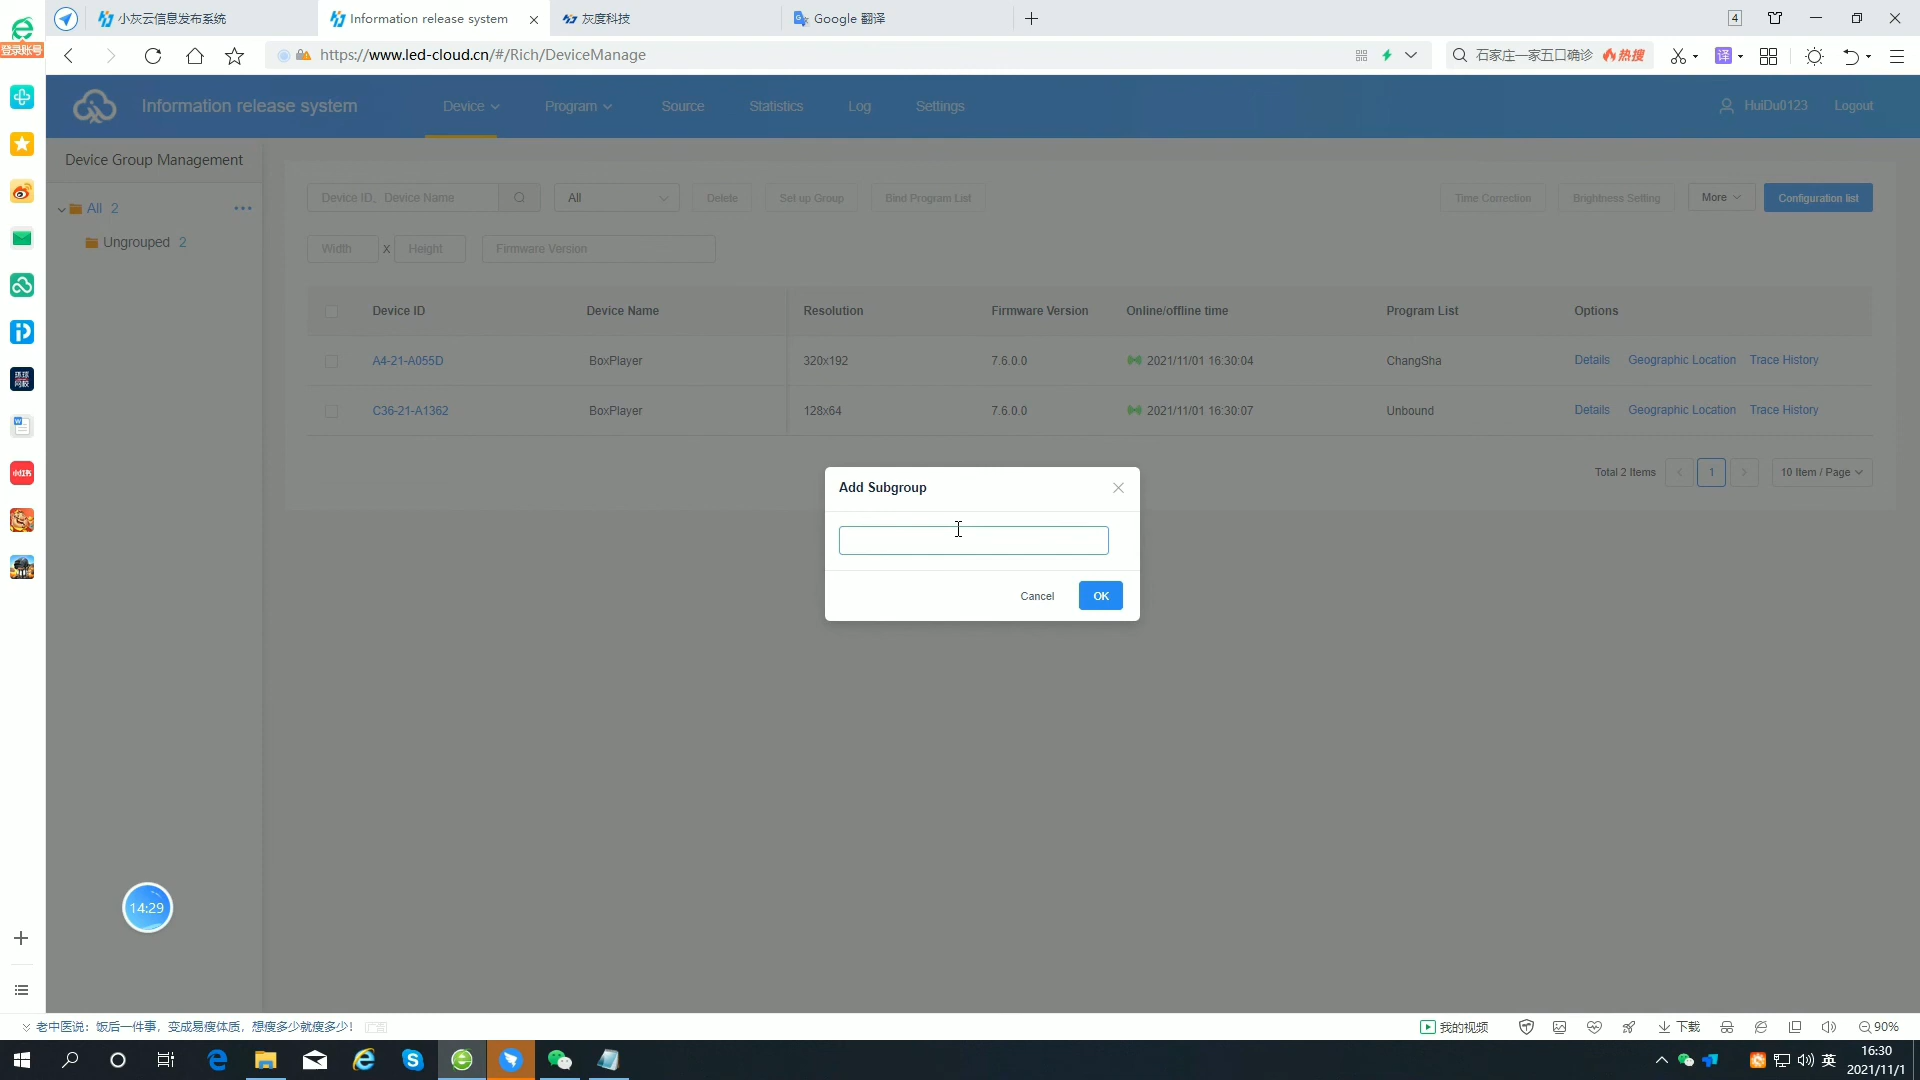 小灰云信息发布系统
Information release system
灰度科技
Google 翻译
4
登录账号
https://www.led-cloud.cn/#/Rich/DeviceManage
石家庄一家五口确诊
热搜
译
Information release system
Device
Program
Source
Statistics
Log
Settings
HuiDu0123
Logout
Device Group Management
All 2
Ungrouped 2
Device ID、Device Name
All
Delete
Set up Group
Bind Program List
Time Correction
Brightness Setting
More
Configuration list
Width X Height
Firmware Version
Device ID Device Name Resolution Firmware Version Online/offline time Program List Options
A4-21-A055D BoxPlayer 320x192 7.6.0.0 2021/11/01 16:30:04 ChangSha Details Geographic Location Trace History
C36-21-A1362 BoxPlayer 128x64 7.6.0.0 2021/11/01 16:30:07 Unbound Details Geographic Location Trace History
Total 2 Items
1
10 Item / Page
Add Subgroup
Cancel
OK
14:29
老中医说：饭后一件事，变成易瘦体质，想瘦多少就瘦多少！
我的视频
下载
90%
英
16:30
2021/11/1